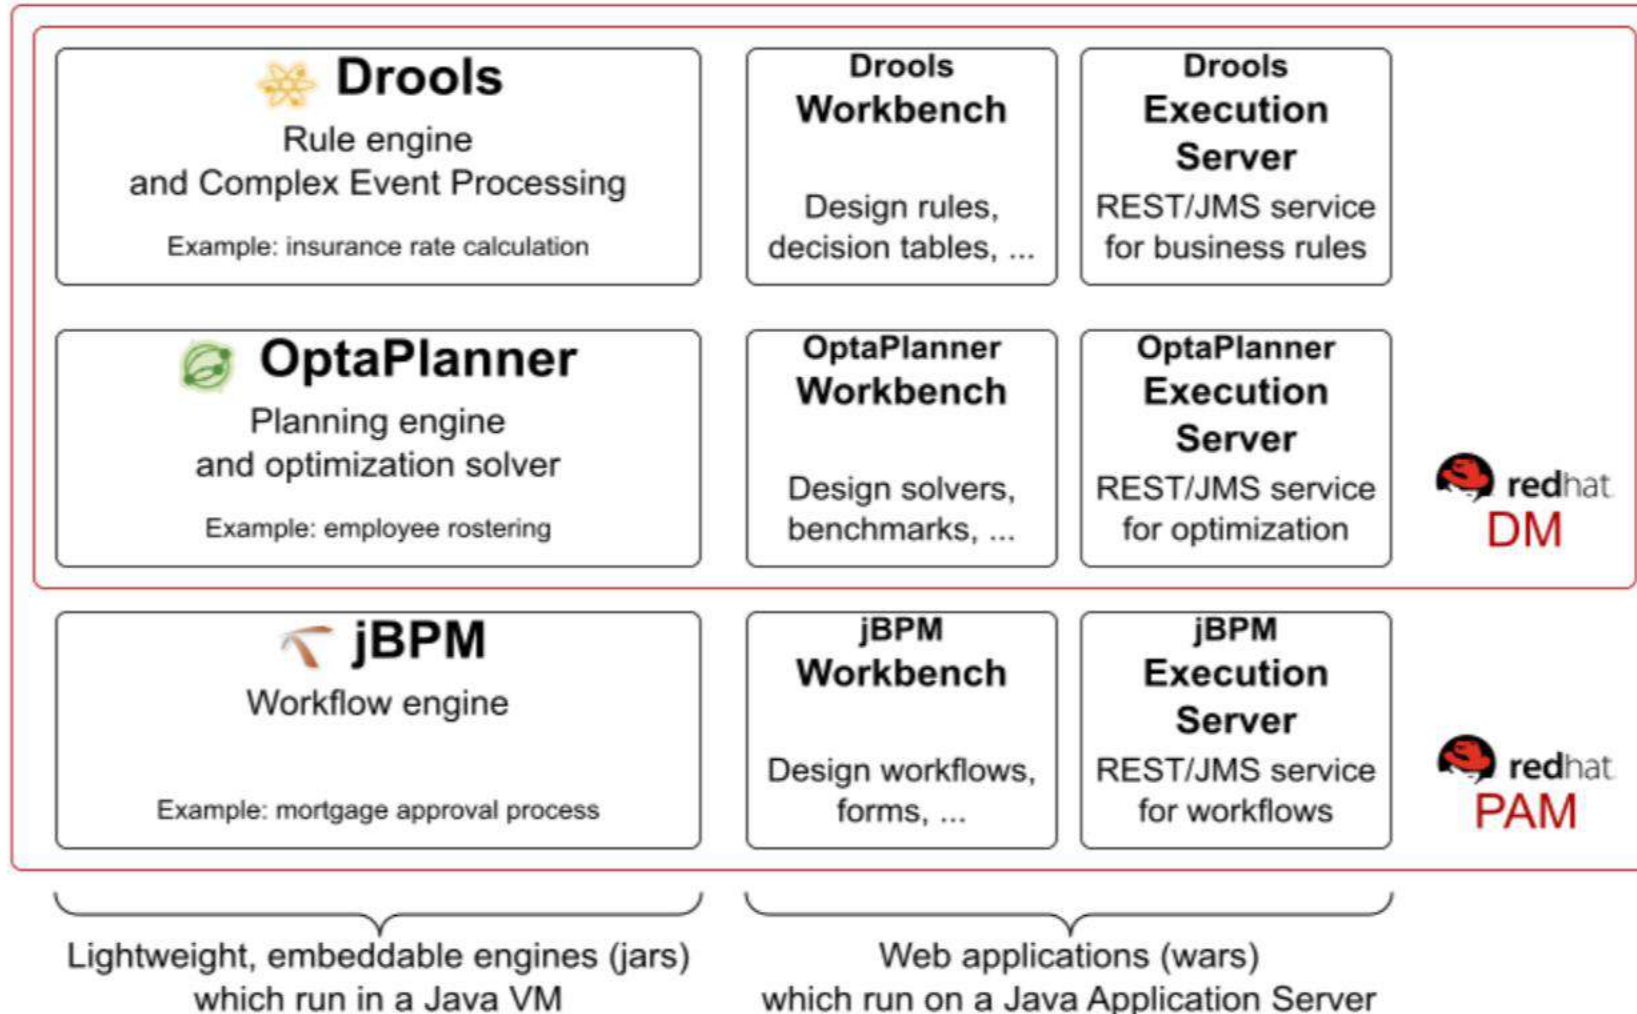 Drools
Rule engine
and Complex Event Processing
Example: insurance rate calculation
Drools
Workbench
Design rules,
decision tables, ...
Drools
Execution
Server
REST/JMS service
for business rules
OptaPlanner
Planning engine
and optimization solver
Example: employee rostering
OptaPlanner
Workbench
Design solvers,
benchmarks, ...
OptaPlanner
Execution
Server
REST/JMS service
for optimization
redhat.
DM
jBPM
Workflow engine
Example: mortgage approval process
jBPM
Workbench
Design workflows,
forms, ...
jBPM
Execution
Server
REST/JMS service
for workflows
redhat.
PAM
Lightweight, embeddable engines (jars)
which run in a Java VM
Web applications (wars)
which run on a Java Application Server